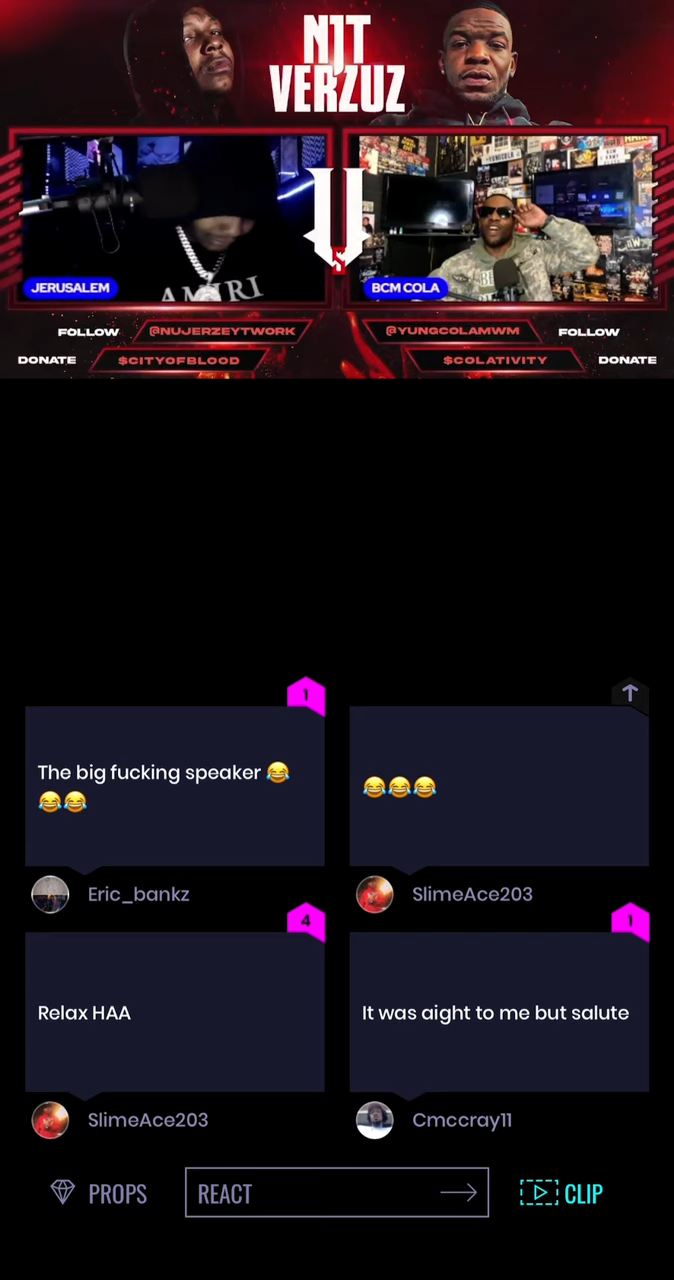 NJT
VERZUZ
JERUSALEM
AMIRI
BCM COLA
FOLLOW @NUJERZEYTWORK
@YUNGCOLAMWM FOLLOW
DONATE $CITYOFBLOOD
$COLATIVITY DONATE
1
The big fucking speaker 😂
😂😂
Eric_bankz
😂😂😂
SlimeAce203
4
Relax HAA
SlimeAce203
1
It was aight to me but salute
Cmccray11
PROPS
REACT
CLIP